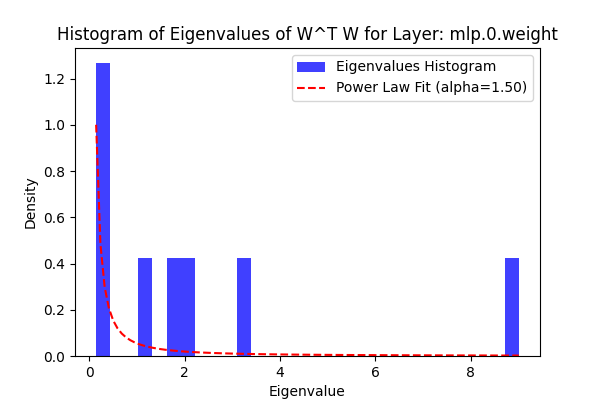 Histogram of Eigenvalues of W^T W for Layer: mlp.0.weight
Eigenvalues Histogram
Power Law Fit (alpha=1.50)
Density
1.2
1.0
0.8
0.6
0.4
0.2
0.0
0 2 4 6 8
Eigenvalue